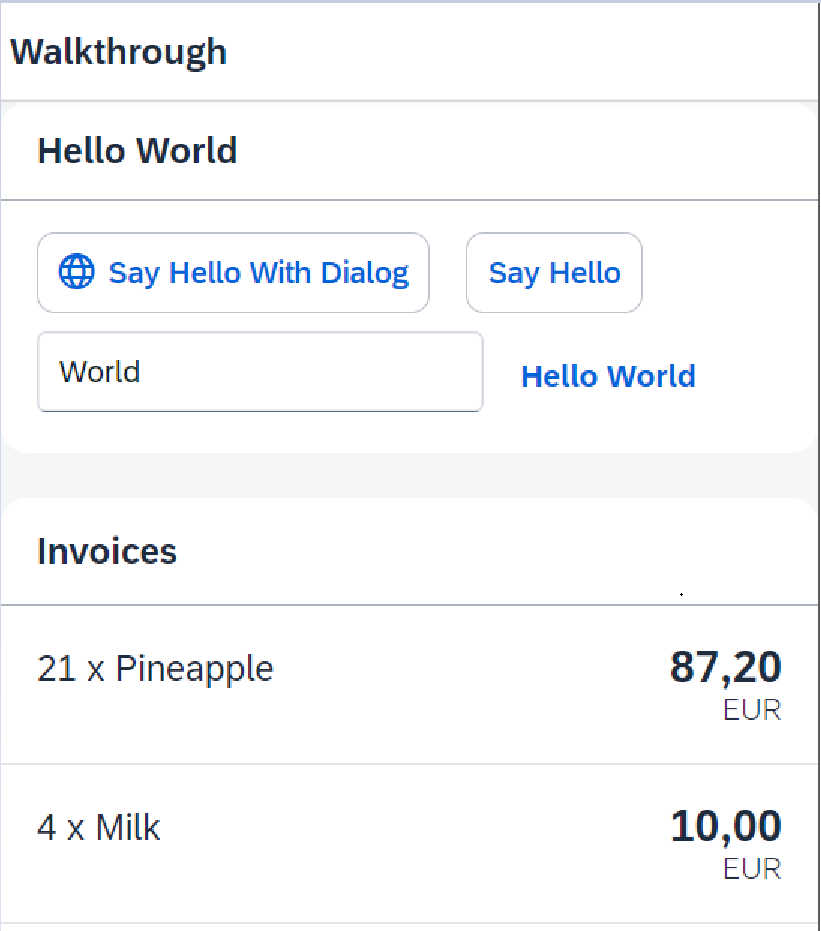 Walkthrough
Hello World
Say Hello With Dialog
Say Hello
World
Hello World
Invoices
21 x Pineapple
87,20
EUR
4 x Milk
10,00
EUR